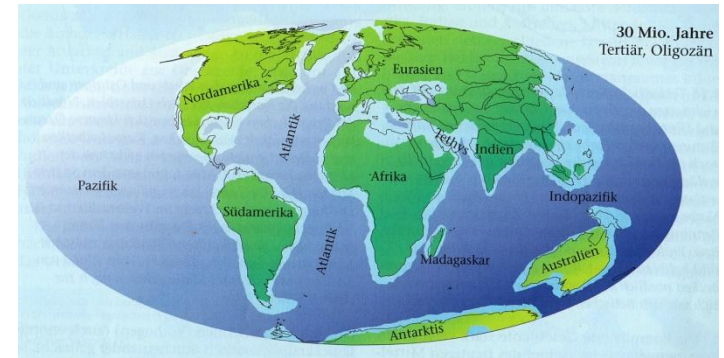 30 Mio. Jahre
Tertiär, Oligozän
Eurasien
Nordamerika
Atlantik
Tethys
Indien
Afrika
Pazifik
Indopazifik
Südamerika
Atlantik
Madagaskar
Australien
Antarktis